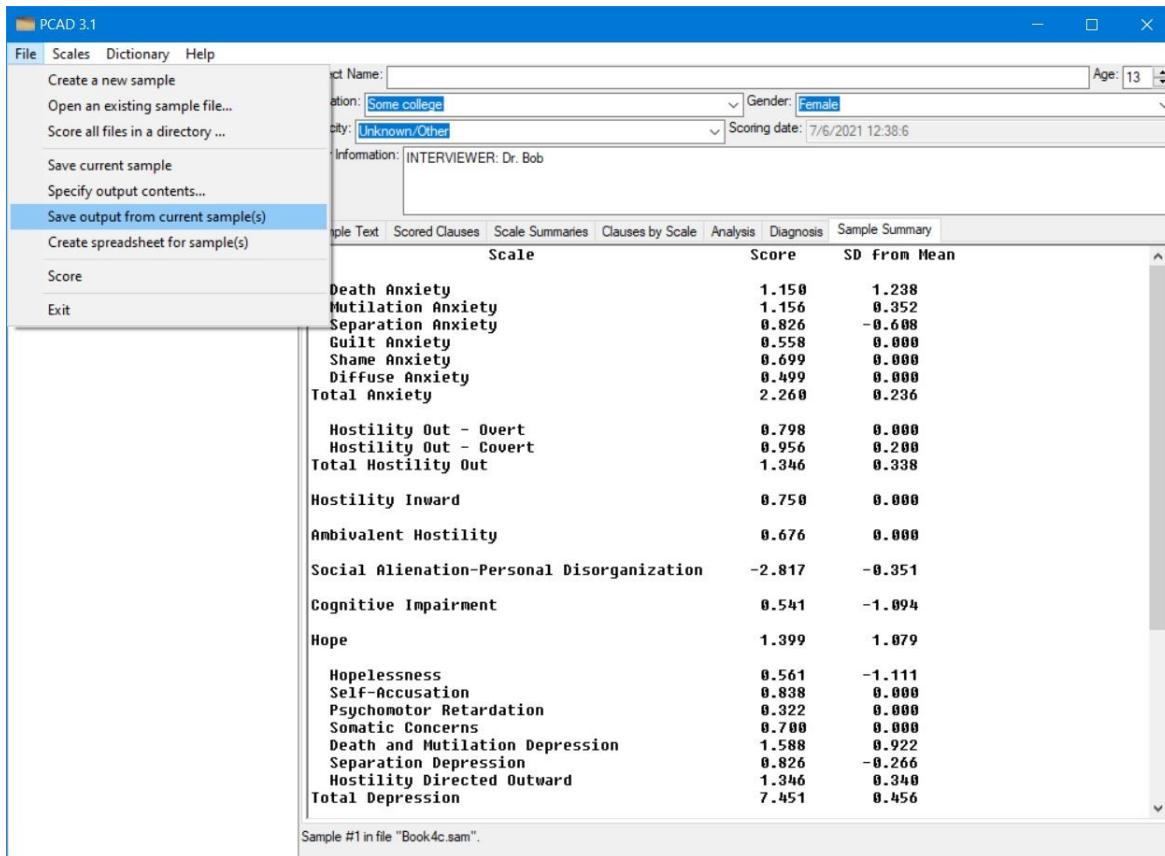 PCAD 3.1
File Scales Dictionary Help
Create a new sample
Open an existing sample file...
Score all files in a directory ...
Save current sample
Specify output contents...
Save output from current sample(s)
Create spreadsheet for sample(s)
Score
Exit
ect Name: Age: 13
ation: Some college Gender: Female
city: Unknown/Other Scoring date: 7/6/2021 12:38:6
Information: INTERVIEWER: Dr. Bob
ple Text Scored Clauses Scale Summaries Clauses by Scale Analysis Diagnosis Sample Summary
Scale Score SD from Mean
Death Anxiety 1.150 1.238
Mutilation Anxiety 1.156 0.352
Separation Anxiety 0.826 -0.608
Guilt Anxiety 0.558 0.000
Shame Anxiety 0.699 0.000
Diffuse Anxiety 0.499 0.000
Total Anxiety 2.260 0.236
Hostility Out - Overt 0.798 0.000
Hostility Out - Covert 0.956 0.200
Total Hostility Out 1.346 0.338
Hostility Inward 0.750 0.000
Ambivalent Hostility 0.676 0.000
Social Alienation-Personal Disorganization -2.817 -0.351
Cognitive Impairment 0.541 -1.094
Hope 1.399 1.079
Hopelessness 0.561 -1.111
Self-Accusation 0.838 0.000
Psychomotor Retardation 0.322 0.000
Somatic Concerns 0.700 0.000
Death and Mutilation Depression 1.588 0.922
Separation Depression 0.826 -0.266
Hostility Directed Outward 1.346 0.340
Total Depression 7.451 0.456
Sample #1 in file "Book4c.sam".